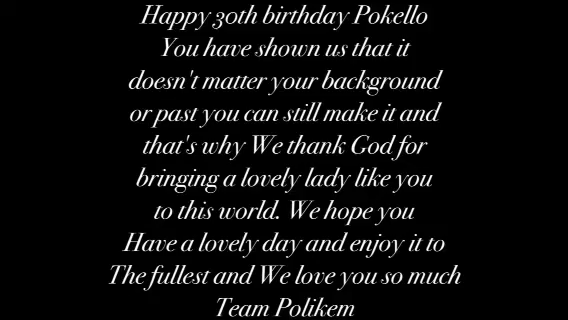 Happy 30th birthday Pokello
You have shown us that it
doesn't matter your background
or past you can still make it and
that's why We thank God for
bringing a lovely lady like you
to this world. We hope you
Have a lovely day and enjoy it to
The fullest and We love you so much
Team Polikem